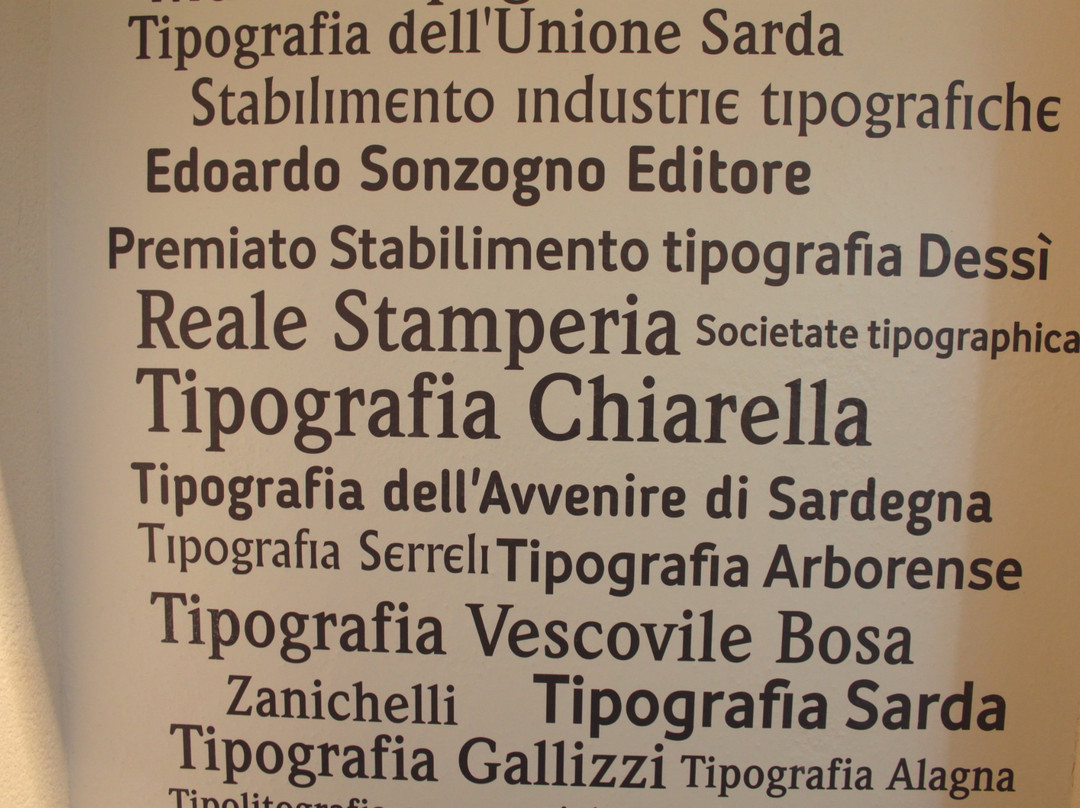 Tipografia dell'Unione Sarda
Stabilimento industrie tipografiche
Edoardo Sonzogno Editore
Premiato Stabilimento tipografia Dessì
Reale Stamperia Societate tipographica
Tipografia Chiarella
Tipografia dell'Avvenire di Sardegna
Tipografia Serreli Tipografia Arborense
Tipografia Vescovile Bosa
Zanichelli Tipografia Sarda
Tipografia Gallizzi Tipografia Alagna
Tipolitografia